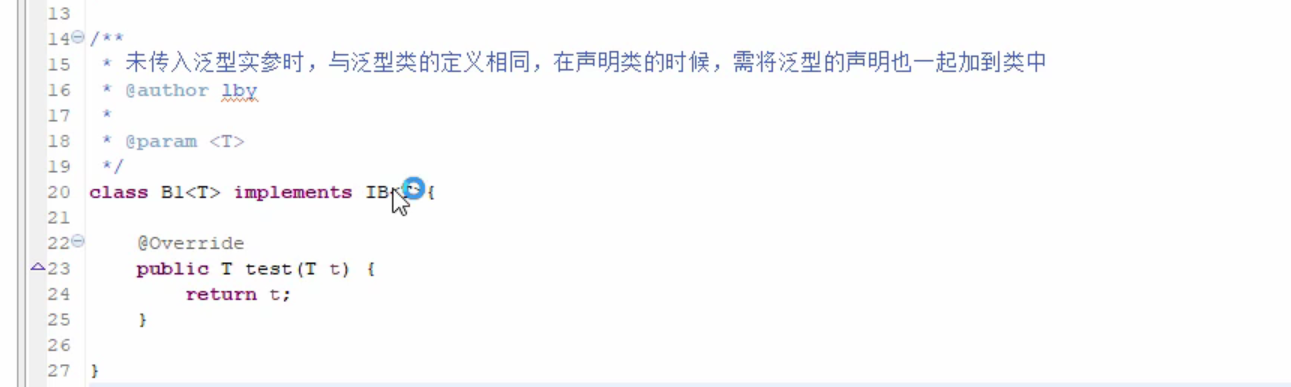 13
14 /**
15 * 未传入泛型实参时，与泛型类的定义相同，在声明类的时候，需将泛型的声明也一起加到类中
16 * @author lby
17 *
18 * @param <T>
19 */
20 class B1<T> implements IB<T>{
21
22 @Override
23 public T test(T t) {
24 return t;
25 }
26
27 }